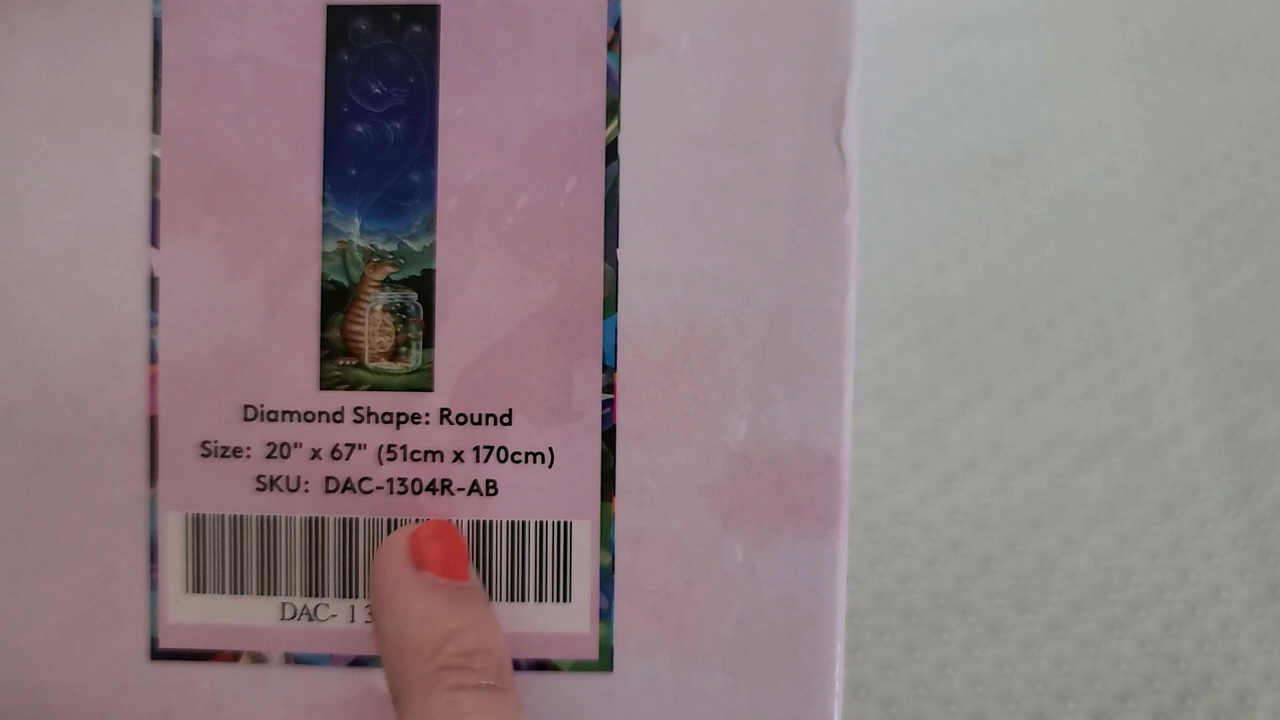 Diamond Shape: Round
Size: 20" x 67" (51cm x 170cm)
SKU: DAC-1304R-AB
DAC- 13